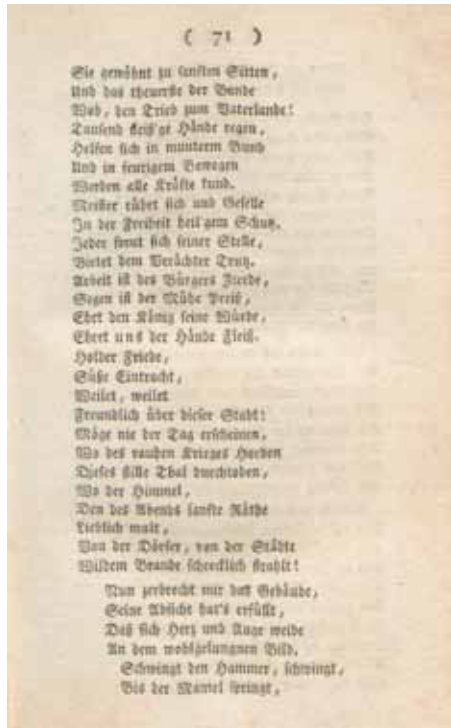 ( 71 )
Sie gewöhnt zu sanften Sitten,
Und das theuerste der Bande
Wob, den Trieb zum Vaterlande!
Tausend fleiß'ge Hände regen,
Helfen sich in munterm Bund
Und in feurigem Bewegen
Werden alle Kräfte kund.
Meister rührt sich und Geselle
In der Freiheit heil'gem Schutz.
Jeder freut sich seiner Stelle,
Bietet dem Verächter Trutz.
Arbeit ist des Bürgers Zierde,
Segen ist der Mühe Preiß,
Ehrt den König seine Würde,
Ehret uns der Hände Fleiß.
Holder Friede,
Süße Eintracht,
Weilet, weilet
Freundlich über dieser Stadt!
Möge nie der Tag erscheinen,
Wo des rauhen Krieges Horden
Dieses stille Thal durchtoben,
Wo der Himmel,
Den des Abends sanfte Röthe
Lieblich malt,
Von der Dörfer, von der Städte
Wildem Brande schrecklich strahlt!
Nun zerbrecht mir das Gebäude,
Seine Absicht hat's erfüllt,
Daß sich Herz und Auge weide
An dem wohlgelungnen Bild.
Schwingt den Hammer, schwingt,
Bis der Mantel springt,